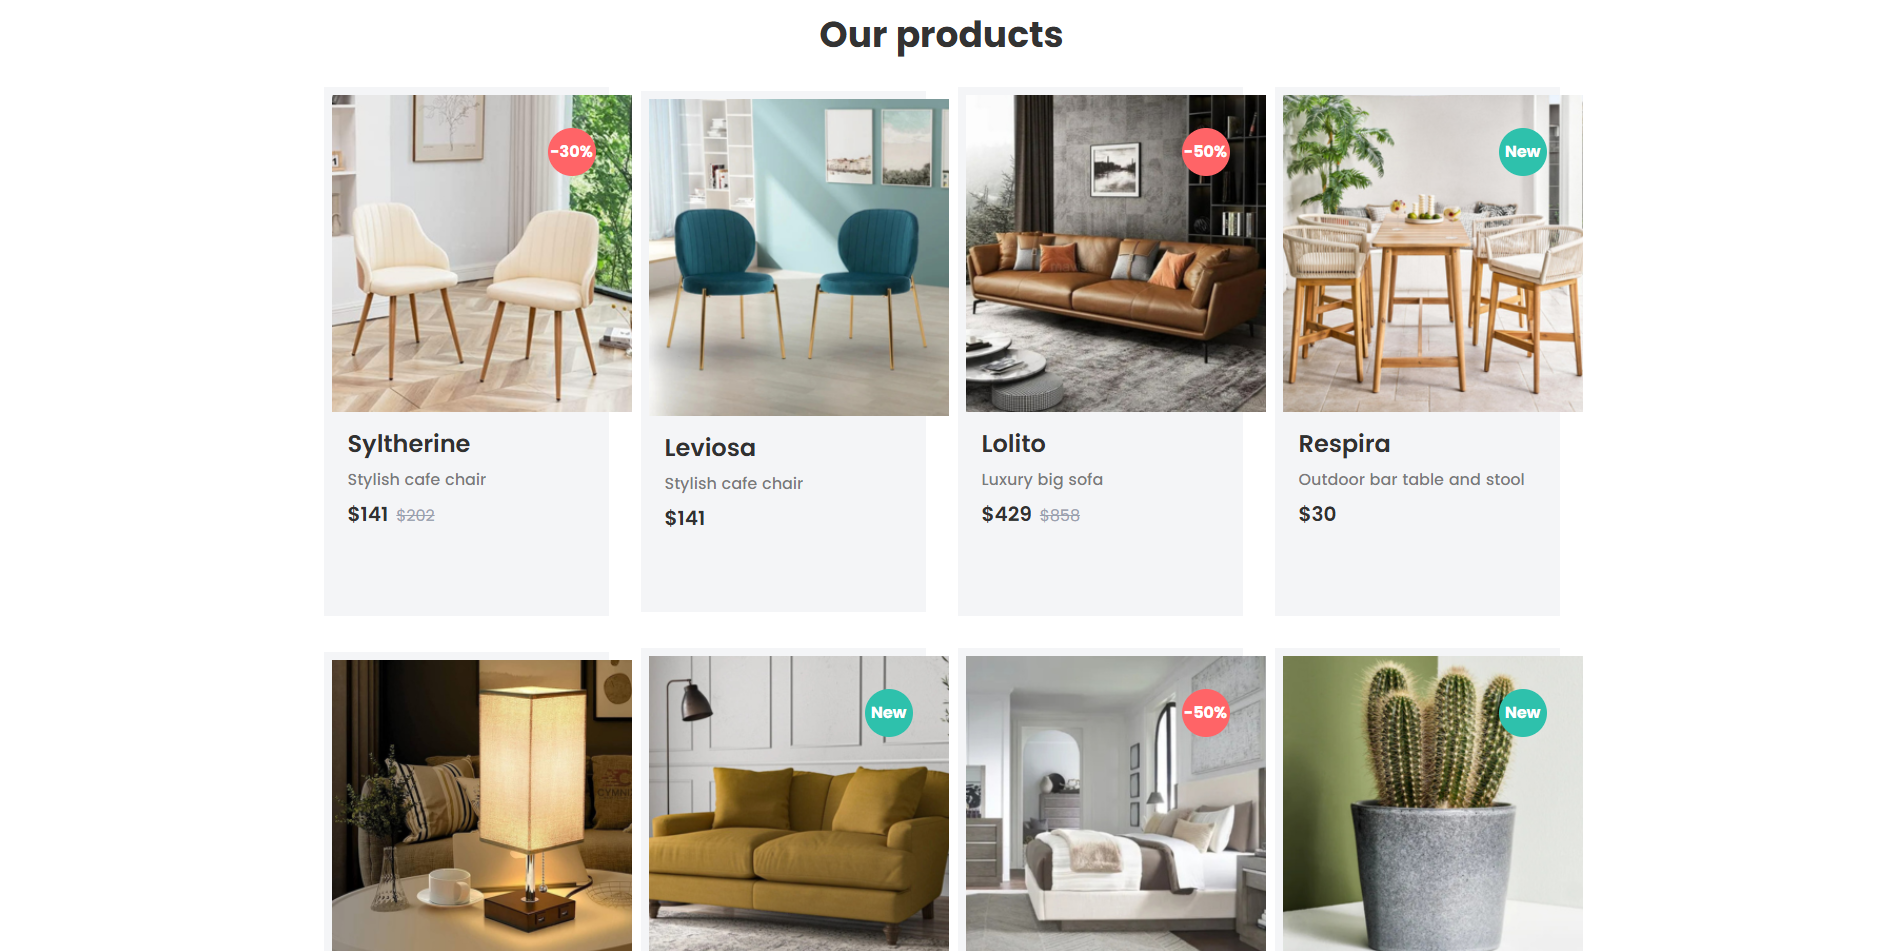 Our products
-30%
-50%
New
Syltherine
Stylish cafe chair
$141 $202
Leviosa
Stylish cafe chair
$141
Lolito
Luxury big sofa
$429 $858
Respira
Outdoor bar table and stool
$30
New
-50%
New